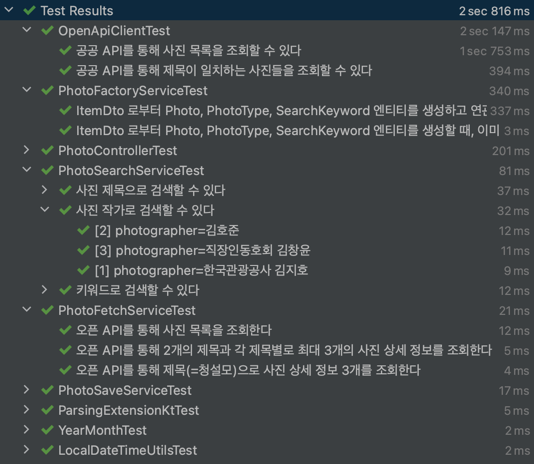 Test Results 2 sec 816 ms
OpenApiClientTest 2 sec 147 ms
공공 API를 통해 사진 목록을 조회할 수 있다 1 sec 753 ms
공공 API를 통해 제목이 일치하는 사진들을 조회할 수 있다 394 ms
PhotoFactoryServiceTest 340 ms
ItemDto 로부터 Photo, PhotoType, SearchKeyword 엔티티를 생성하고 연관 337 ms
ItemDto 로부터 Photo, PhotoType, SearchKeyword 엔티티를 생성할 때, 이미 3 ms
PhotoControllerTest 201 ms
PhotoSearchServiceTest 81 ms
사진 제목으로 검색할 수 있다 37 ms
사진 작가로 검색할 수 있다 32 ms
[2] photographer=김호준 12 ms
[3] photographer=직장인동호회 김창윤 11 ms
[1] photographer=한국관광공사 김지호 9 ms
키워드로 검색할 수 있다 12 ms
PhotoFetchServiceTest 21 ms
오픈 API를 통해 사진 목록을 조회한다 12 ms
오픈 API를 통해 2개의 제목과 각 제목별로 최대 3개의 사진 상세 정보를 조회한다 5 ms
오픈 API를 통해 제목(=청설모)으로 사진 상세 정보 3개를 조회한다 4 ms
PhotoSaveServiceTest 17 ms
ParsingExtensionKtTest 5 ms
YearMonthTest 2 ms
LocalDateTimeUtilsTest 2 ms